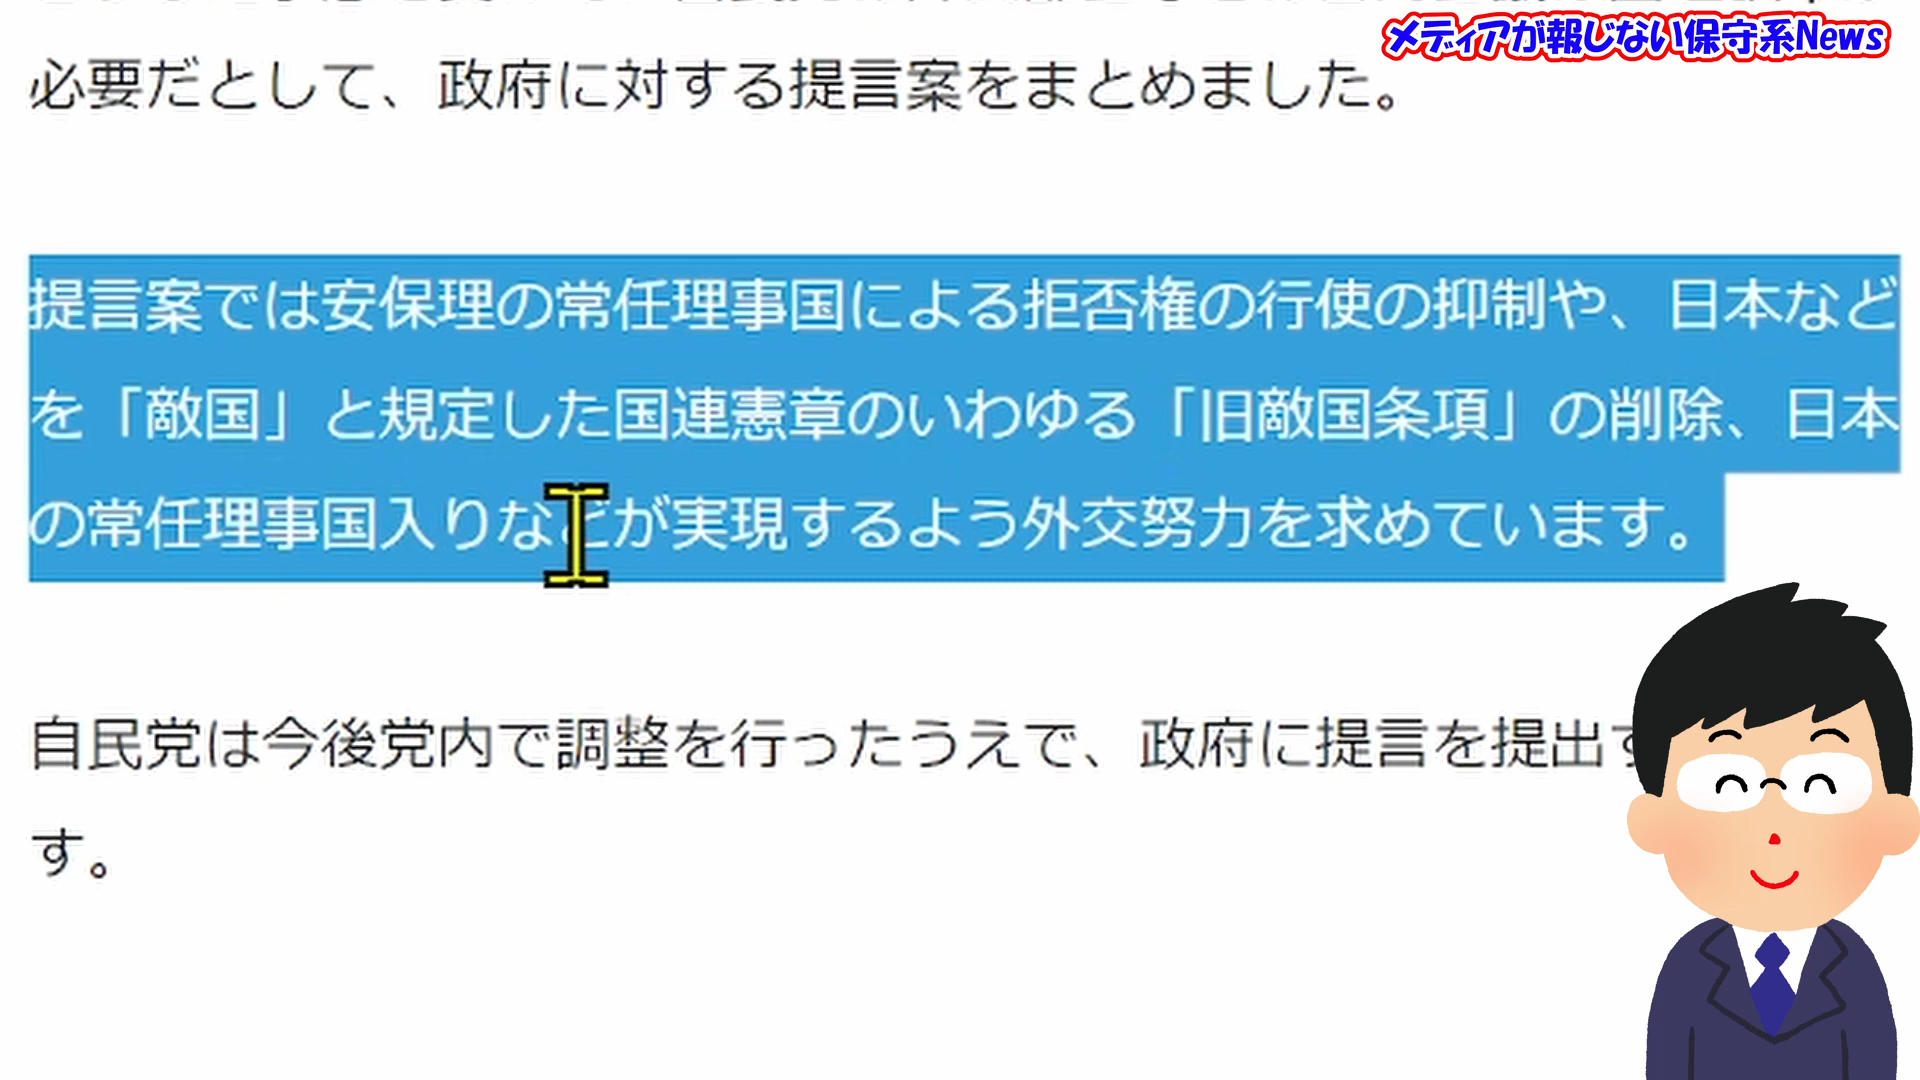 メディアが報じない保守系News
必要だとして、政府に対する提言案をまとめました。
提言案では安保理の常任理事国による拒否権の行使の抑制や、日本など
を「敵国」と規定した国連憲章のいわゆる「旧敵国条項」の削除、日本
の常任理事国入りなどが実現するよう外交努力を求めています。
自民党は今後党内で調整を行ったうえで、政府に提言を提出す
す。